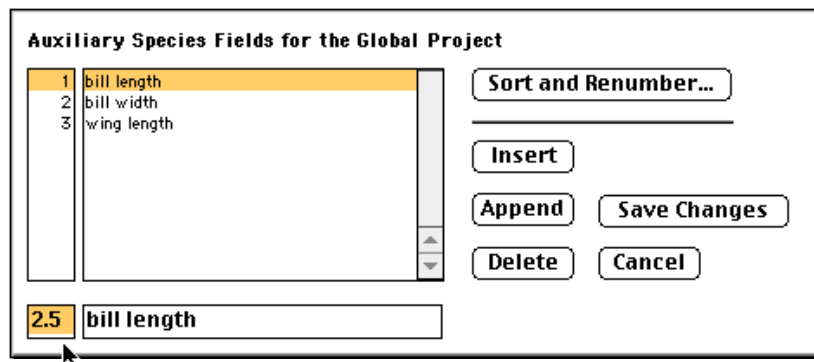 Auxiliary Species Fields for the Global Project
1 bill length
2 bill width
3 wing length
Sort and Renumber...
Insert
Append
Save Changes
Delete
Cancel
2.5 bill length